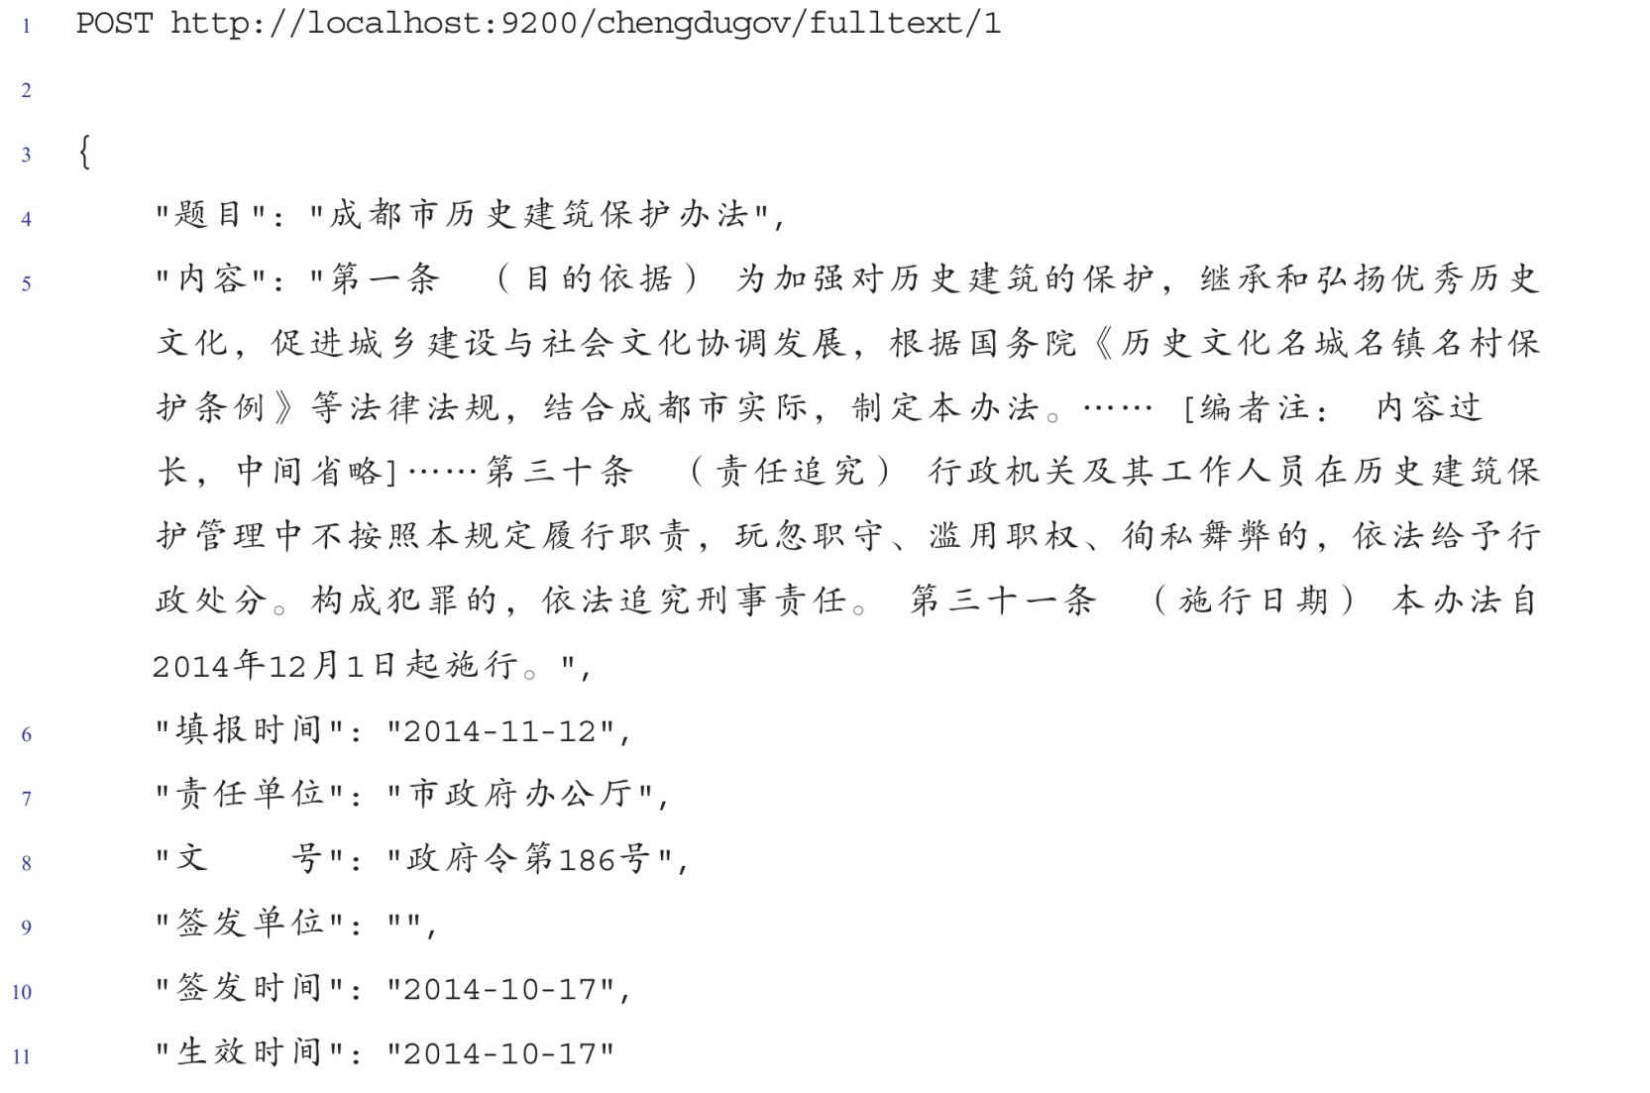 1 POST http://localhost:9200/chengdugov/fulltext/1
2
3 {
4 "题目": "成都市历史建筑保护办法",
5 "内容": "第一条 （目的依据） 为加强对历史建筑的保护，继承和弘扬优秀历史
文化，促进城乡建设与社会文化协调发展，根据国务院《历史文化名城名镇名村保
护条例》等法律法规，结合成都市实际，制定本办法。…… [编者注： 内容过
长，中间省略]……第三十条 （责任追究） 行政机关及其工作人员在历史建筑保
护管理中不按照本规定履行职责，玩忽职守、滥用职权、徇私舞弊的，依法给予行
政处分。构成犯罪的，依法追究刑事责任。 第三十一条 （施行日期） 本办法自
2014年12月1日起施行。",
6 "填报时间": "2014-11-12",
7 "责任单位": "市政府办公厅",
8 "文 号": "政府令第186号",
9 "签发单位": "",
10 "签发时间": "2014-10-17",
11 "生效时间": "2014-10-17"